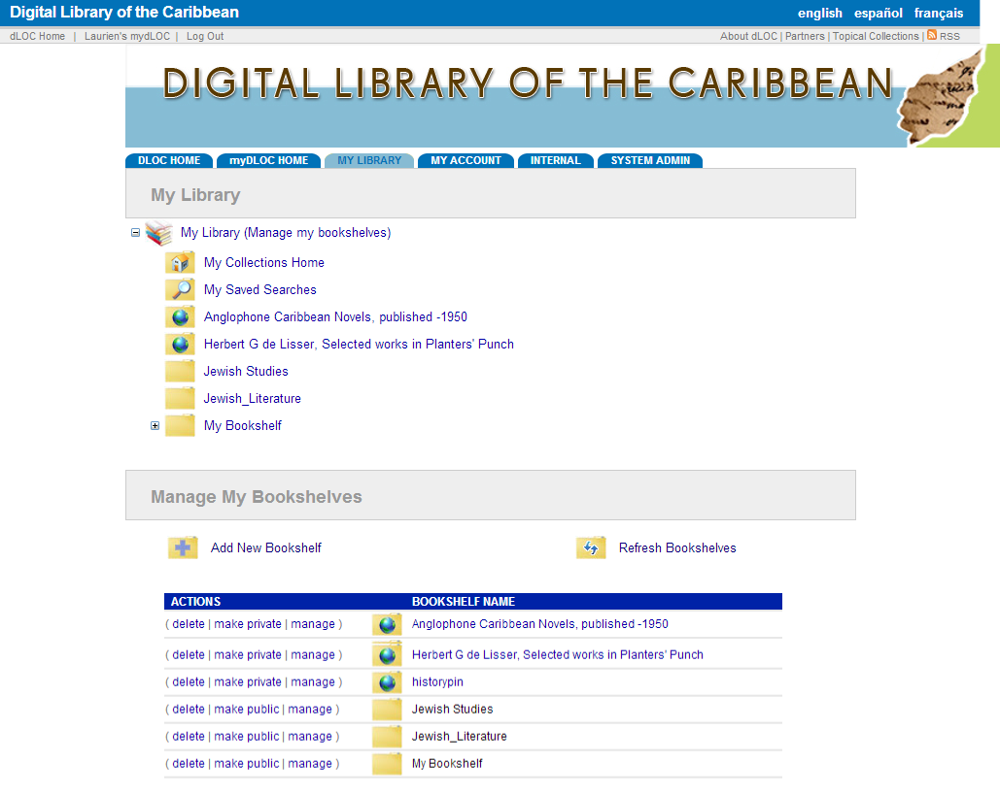 Digital Library of the Caribbean english español français
dLOC Home | Laurien's myDLOC | Log Out About dLOC | Partners | Topical Collections | RSS
DIGITAL LIBRARY OF THE CARIBBEAN
DLOC HOME myDLOC HOME MY LIBRARY MY ACCOUNT INTERNAL SYSTEM ADMIN
My Library
My Library (Manage my bookshelves)
My Collections Home
My Saved Searches
Anglophone Caribbean Novels, published -1950
Herbert G de Lisser, Selected works in Planters' Punch
Jewish Studies
Jewish_Literature
My Bookshelf
Manage My Bookshelves
Add New Bookshelf Refresh Bookshelves
ACTIONS BOOKSHELF NAME
( delete | make private | manage ) Anglophone Caribbean Novels, published -1950
( delete | make private | manage ) Herbert G de Lisser, Selected works in Planters' Punch
( delete | make private | manage ) historypin
( delete | make public | manage ) Jewish Studies
( delete | make public | manage ) Jewish_Literature
( delete | make public | manage ) My Bookshelf